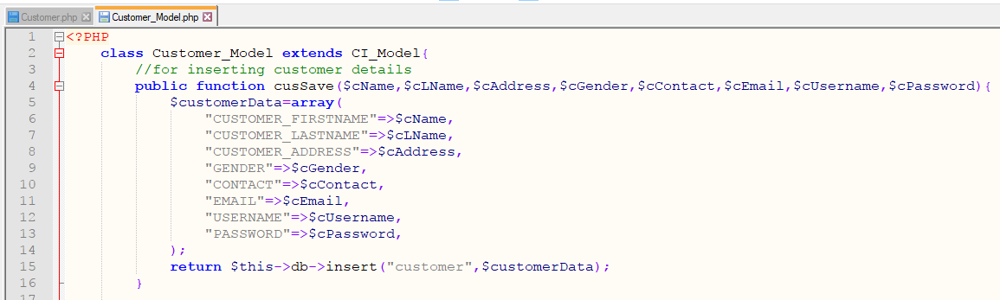 Customer.php Customer_Model.php
1 <?PHP
2 class Customer_Model extends CI_Model{
3 //for inserting customer details
4 public function cusSave($cName,$cLName,$cAddress,$cGender,$cContact,$cEmail,$cUsername,$cPassword){
5 $customerData=array(
6 "CUSTOMER_FIRSTNAME"=>$cName,
7 "CUSTOMER_LASTNAME"=>$cLName,
8 "CUSTOMER_ADDRESS"=>$cAddress,
9 "GENDER"=>$cGender,
10 "CONTACT"=>$cContact,
11 "EMAIL"=>$cEmail,
12 "USERNAME"=>$cUsername,
13 "PASSWORD"=>$cPassword,
14 );
15 return $this->db->insert("customer",$customerData);
16 }
17